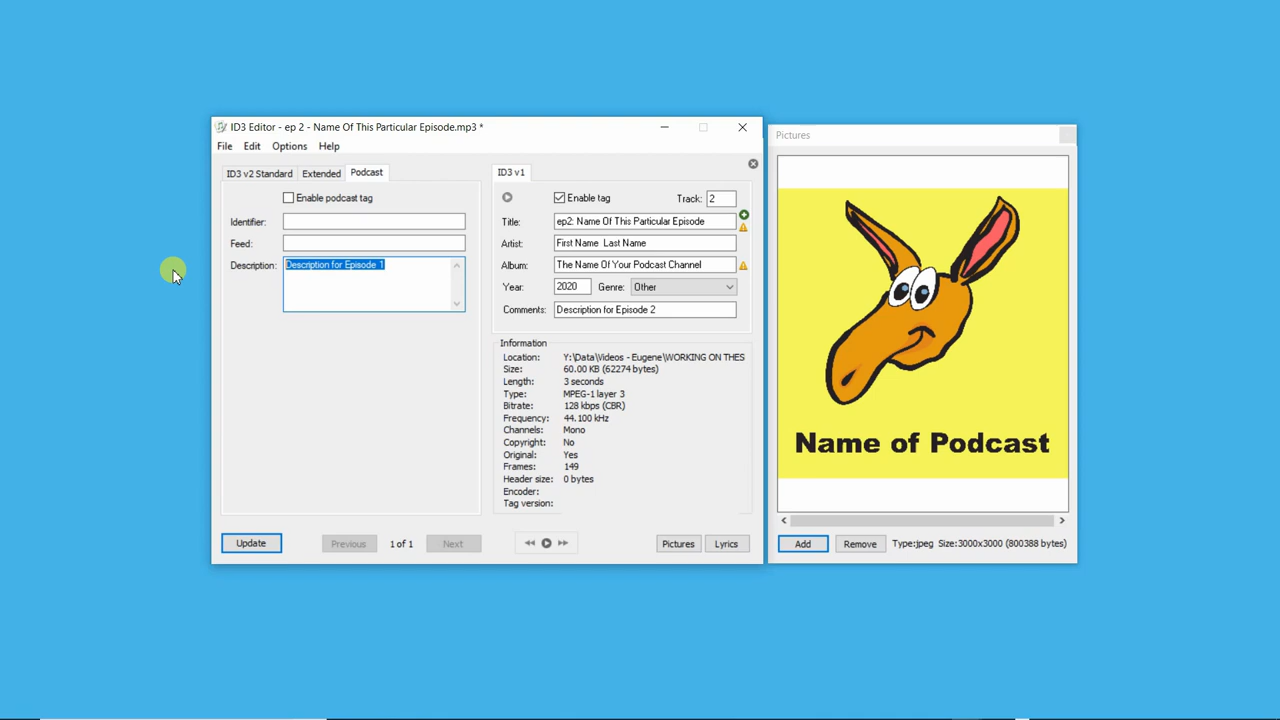 ID3 Editor - ep 2 - Name Of This Particular Episode.mp3 *
File Edit Options Help
ID3 v2 Standard Extended Podcast
Enable podcast tag
Identifier:
Feed:
Description: Description for Episode 1
ID3 v1
Enable tag Track: 2
Title: ep2: Name Of This Particular Episode
Artist: First Name Last Name
Album: The Name Of Your Podcast Channel
Year: 2020 Genre: Other
Comments: Description for Episode 2
Information
Location: Y:\Data\Videos - Eugene\WORKING ON THES
Size: 60.00 KB (62274 bytes)
Length: 3 seconds
Type: MPEG-1 layer 3
Bitrate: 128 kbps (CBR)
Frequency: 44.100 kHz
Channels: Mono
Copyright: No
Original: Yes
Frames: 149
Header size: 0 bytes
Encoder:
Tag version:
Update Previous 1 of 1 Next Pictures Lyrics
Pictures
Name of Podcast
Add Remove Type:jpeg Size:3000x3000 (800388 bytes)